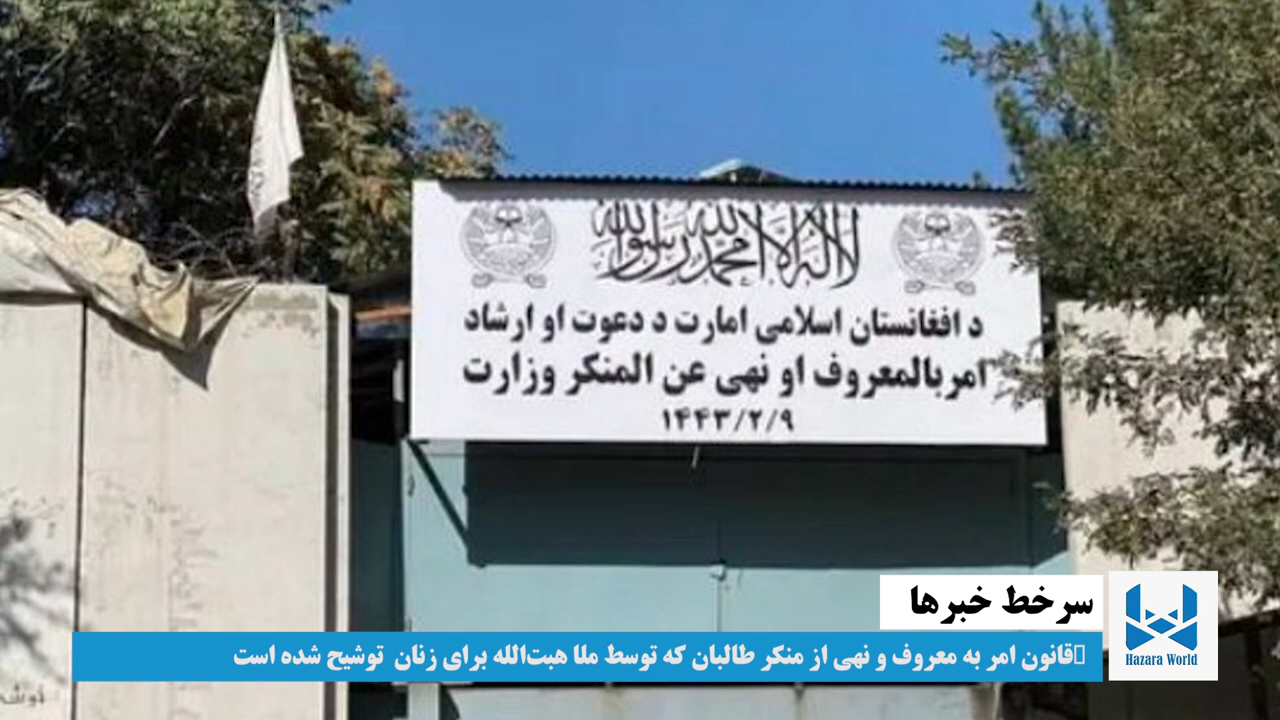 لا اله الا الله محمد رسول الله
د افغانستان اسلامی امارت د دعوت او ارشاد
امربالمعروف او نهی عن المنکر وزارت
۱۴۴۳/۲/۹
سرخط خبرها
قانون امر به معروف و نهی از منکر طالبان که توسط ملا هبت‌الله برای زنان توشیح شده است
Hazara World